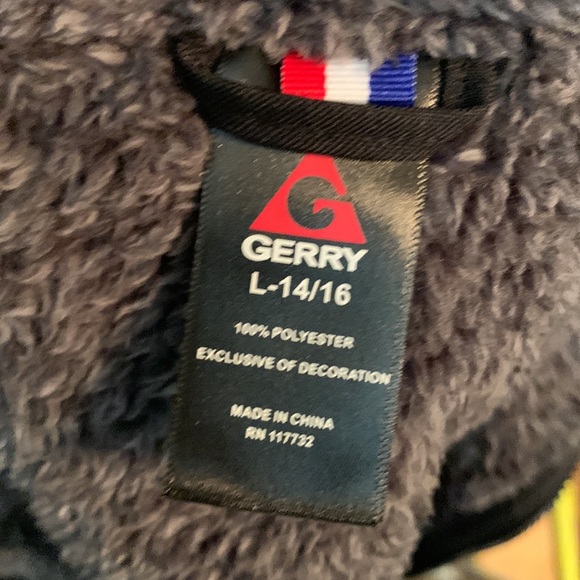 GERRY
L-14/16
100% POLYESTER
EXCLUSIVE OF DECORATION
MADE IN CHINA
RN 117732